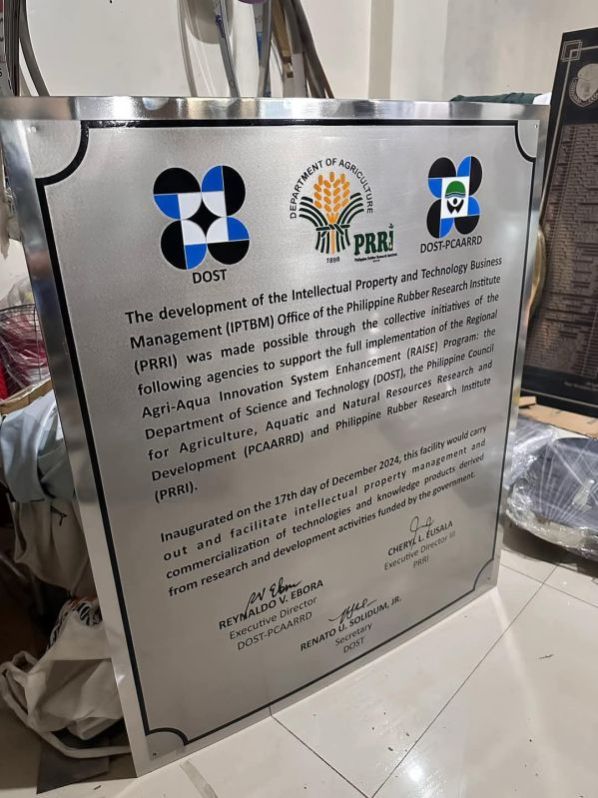 DEPARTMENT OF AGRICULTURE
1898
PRRI
Philippine Rubber Research Institute
DOST
DOST-PCAARRD
The development of the Intellectual Property and Technology Business
Management (IPTBM) Office of the Philippine Rubber Research Institute
(PRRI) was made possible through the collective initiatives of the
following agencies to support the full implementation of the Regional
Agri-Aqua Innovation System Enhancement (RAISE) Program: the
Department of Science and Technology (DOST), the Philippine Council
for Agriculture, Aquatic and Natural Resources Research and
Development (PCAARRD) and Philippine Rubber Research Institute
(PRRI).
Inaugurated on the 17th day of December 2024, this facility would carry
out and facilitate intellectual property management and
commercialization of technologies and knowledge products derived
from research and development activities funded by the government.
REYNALDO V. EBORA
Executive Director
DOST-PCAARRD
CHERYL L. EUSALA
Executive Director III
PRRI
RENATO U. SOLIDUM, JR.
Secretary
DOST